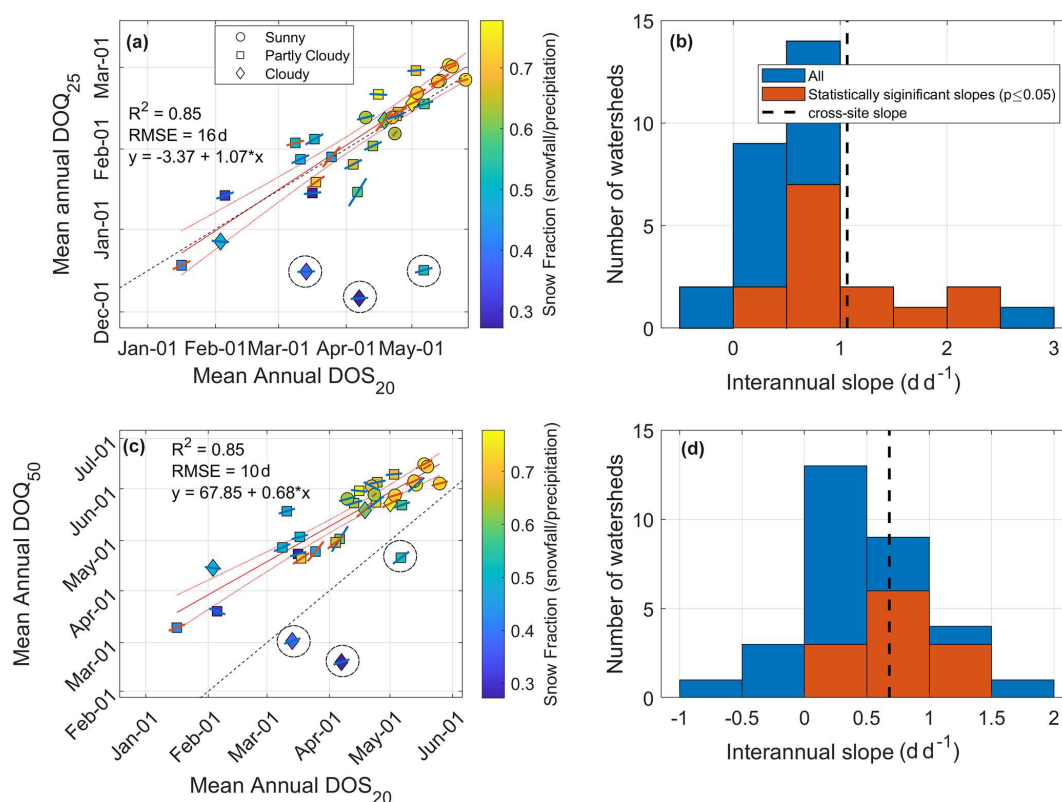 (a)
Sunny
Partly Cloudy
Cloudy
R2 = 0.85
RMSE = 16 d
y = -3.37 + 1.07*x
Mean annual DOQ25
Mar-01
Feb-01
Jan-01
Dec-01
Jan-01 Feb-01 Mar-01 Apr-01 May-01
Mean Annual DOS20
0.7
0.6
0.5
0.4
0.3
Snow Fraction (snowfall/precipitation)
(b)
All
Statistically siginificant slopes (p≤0.05)
cross-site slope
Number of watersheds
15
10
5
0
0 1 2 3
Interannual slope (d d-1)
(c)
R2 = 0.85
RMSE = 10 d
y = 67.85 + 0.68*x
Mean Annual DOQ50
Jul-01
Jun-01
May-01
Apr-01
Mar-01
Feb-01
Jan-01 Feb-01 Mar-01 Apr-01 May-01 Jun-01
Mean Annual DOS20
0.7
0.6
0.5
0.4
0.3
Snow Fraction (snowfall/precipitation)
(d)
Number of watersheds
15
10
5
0
-1 -0.5 0 0.5 1 1.5 2
Interannual slope (d d-1)